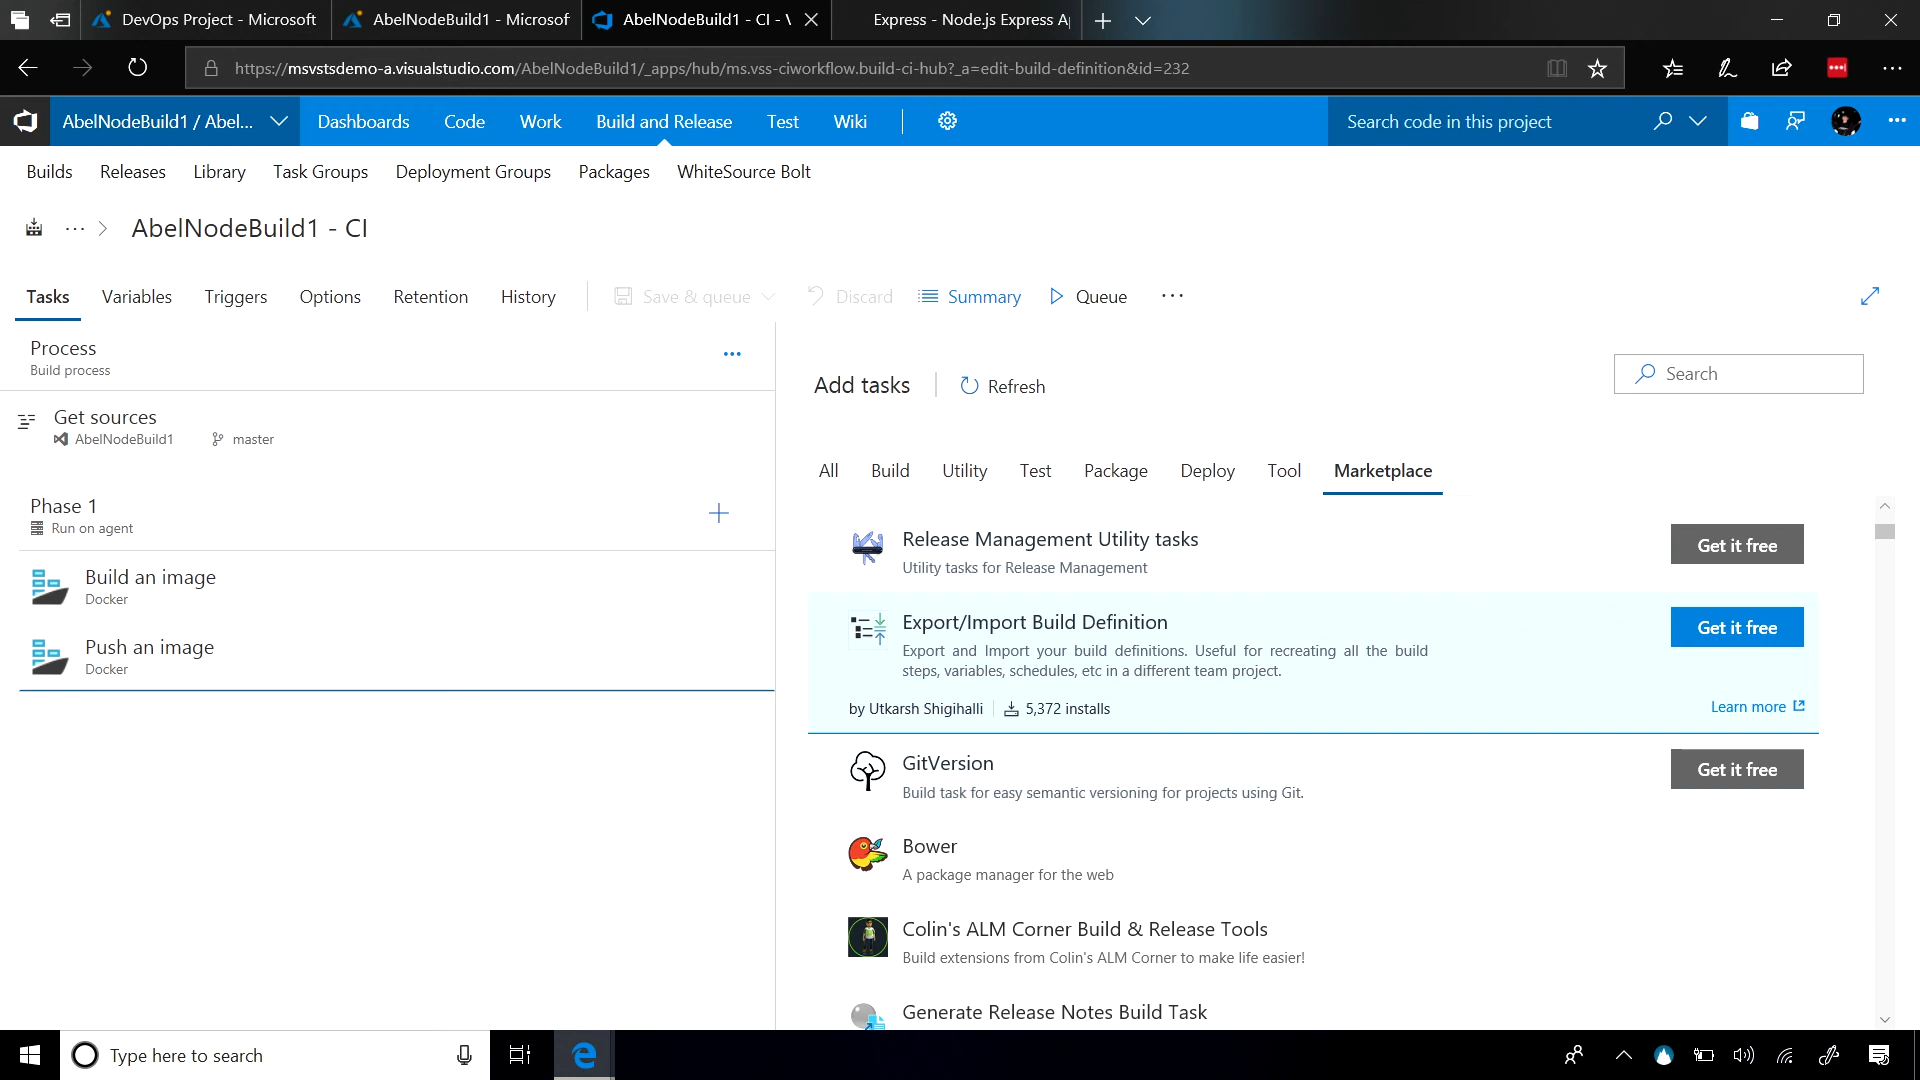 DevOps Project - Microsoft
AbelNodeBuild1 - Microsof
AbelNodeBuild1 - CI - V
Express - Node.js Express Ap
https://msvstsdemo-a.visualstudio.com/AbelNodeBuild1/_apps/hub/ms.vss-ciworkflow.build-ci-hub?_a=edit-build-definition&id=232
AbelNodeBuild1 / Abel...
Dashboards
Code
Work
Build and Release
Test
Wiki
Search code in this project
Builds
Releases
Library
Task Groups
Deployment Groups
Packages
WhiteSource Bolt
AbelNodeBuild1 - CI
Tasks
Variables
Triggers
Options
Retention
History
Save & queue
Discard
Summary
Queue
Process
Build process
Get sources
AbelNodeBuild1
master
Phase 1
Run on agent
Build an image
Docker
Push an image
Docker
Add tasks
Refresh
Search
All
Build
Utility
Test
Package
Deploy
Tool
Marketplace
Release Management Utility tasks
Utility tasks for Release Management
Get it free
Export/Import Build Definition
Export and Import your build definitions. Useful for recreating all the build
steps, variables, schedules, etc in a different team project.
Get it free
by Utkarsh Shigihalli
5,372 installs
Learn more
GitVersion
Build task for easy semantic versioning for projects using Git.
Get it free
Bower
A package manager for the web
Colin's ALM Corner Build & Release Tools
Build extensions from Colin's ALM Corner to make life easier!
Generate Release Notes Build Task
Type here to search